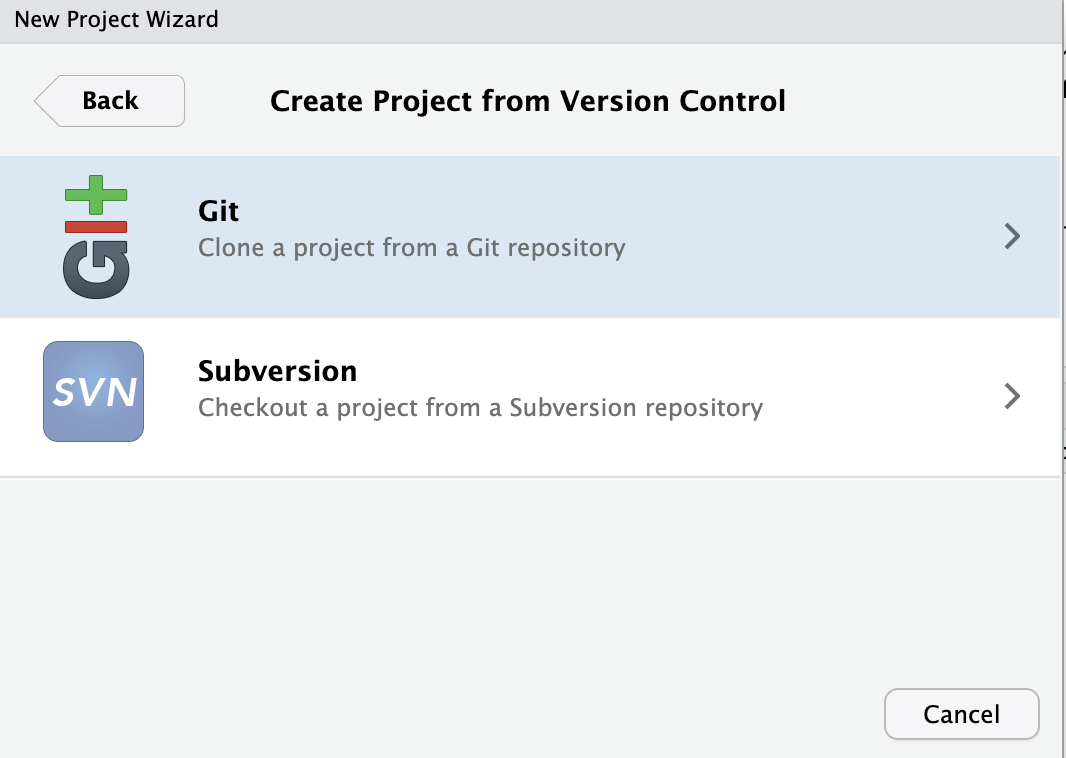 New Project Wizard
Back
Create Project from Version Control
Git
Git
Clone a project from a Git repository
SVN
Subversion
Checkout a project from a Subversion repository
Cancel